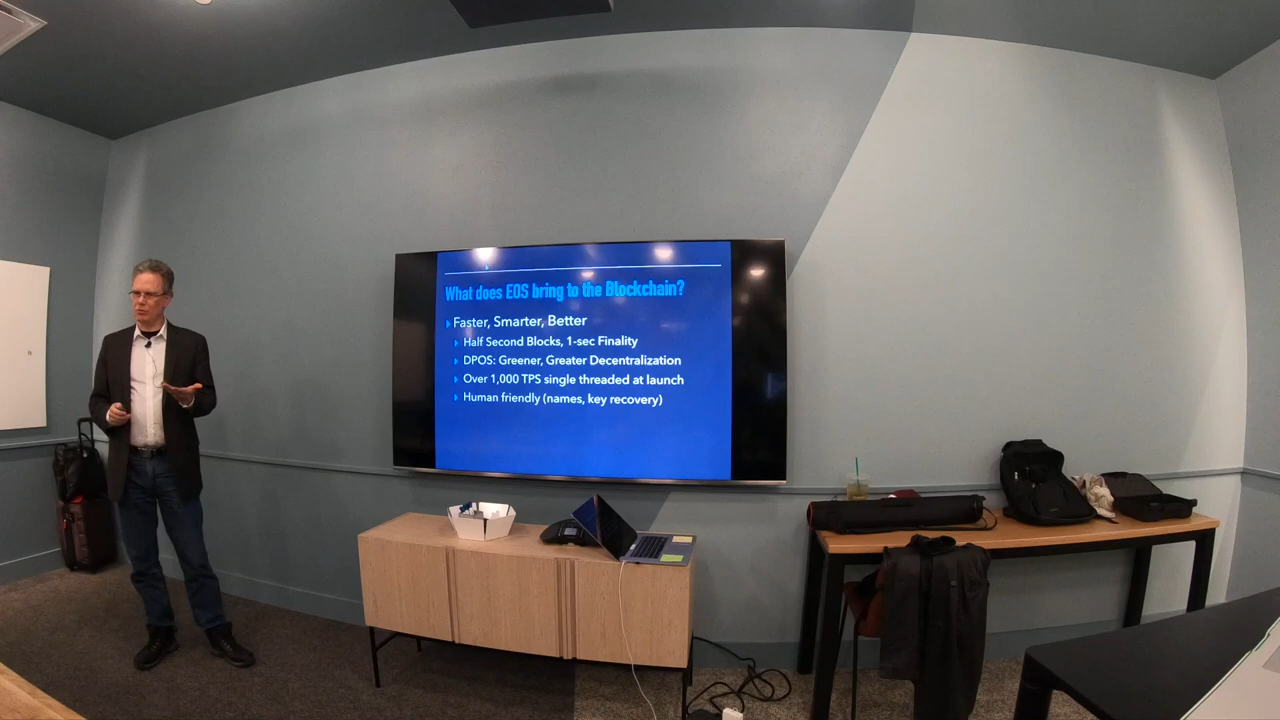 What does EOS bring to the Blockchain?
Faster, Smarter, Better
Half Second Blocks, 1-sec Finality
DPOS: Greener, Greater Decentralization
Over 1,000 TPS single threaded at launch
Human friendly (names, key recovery)